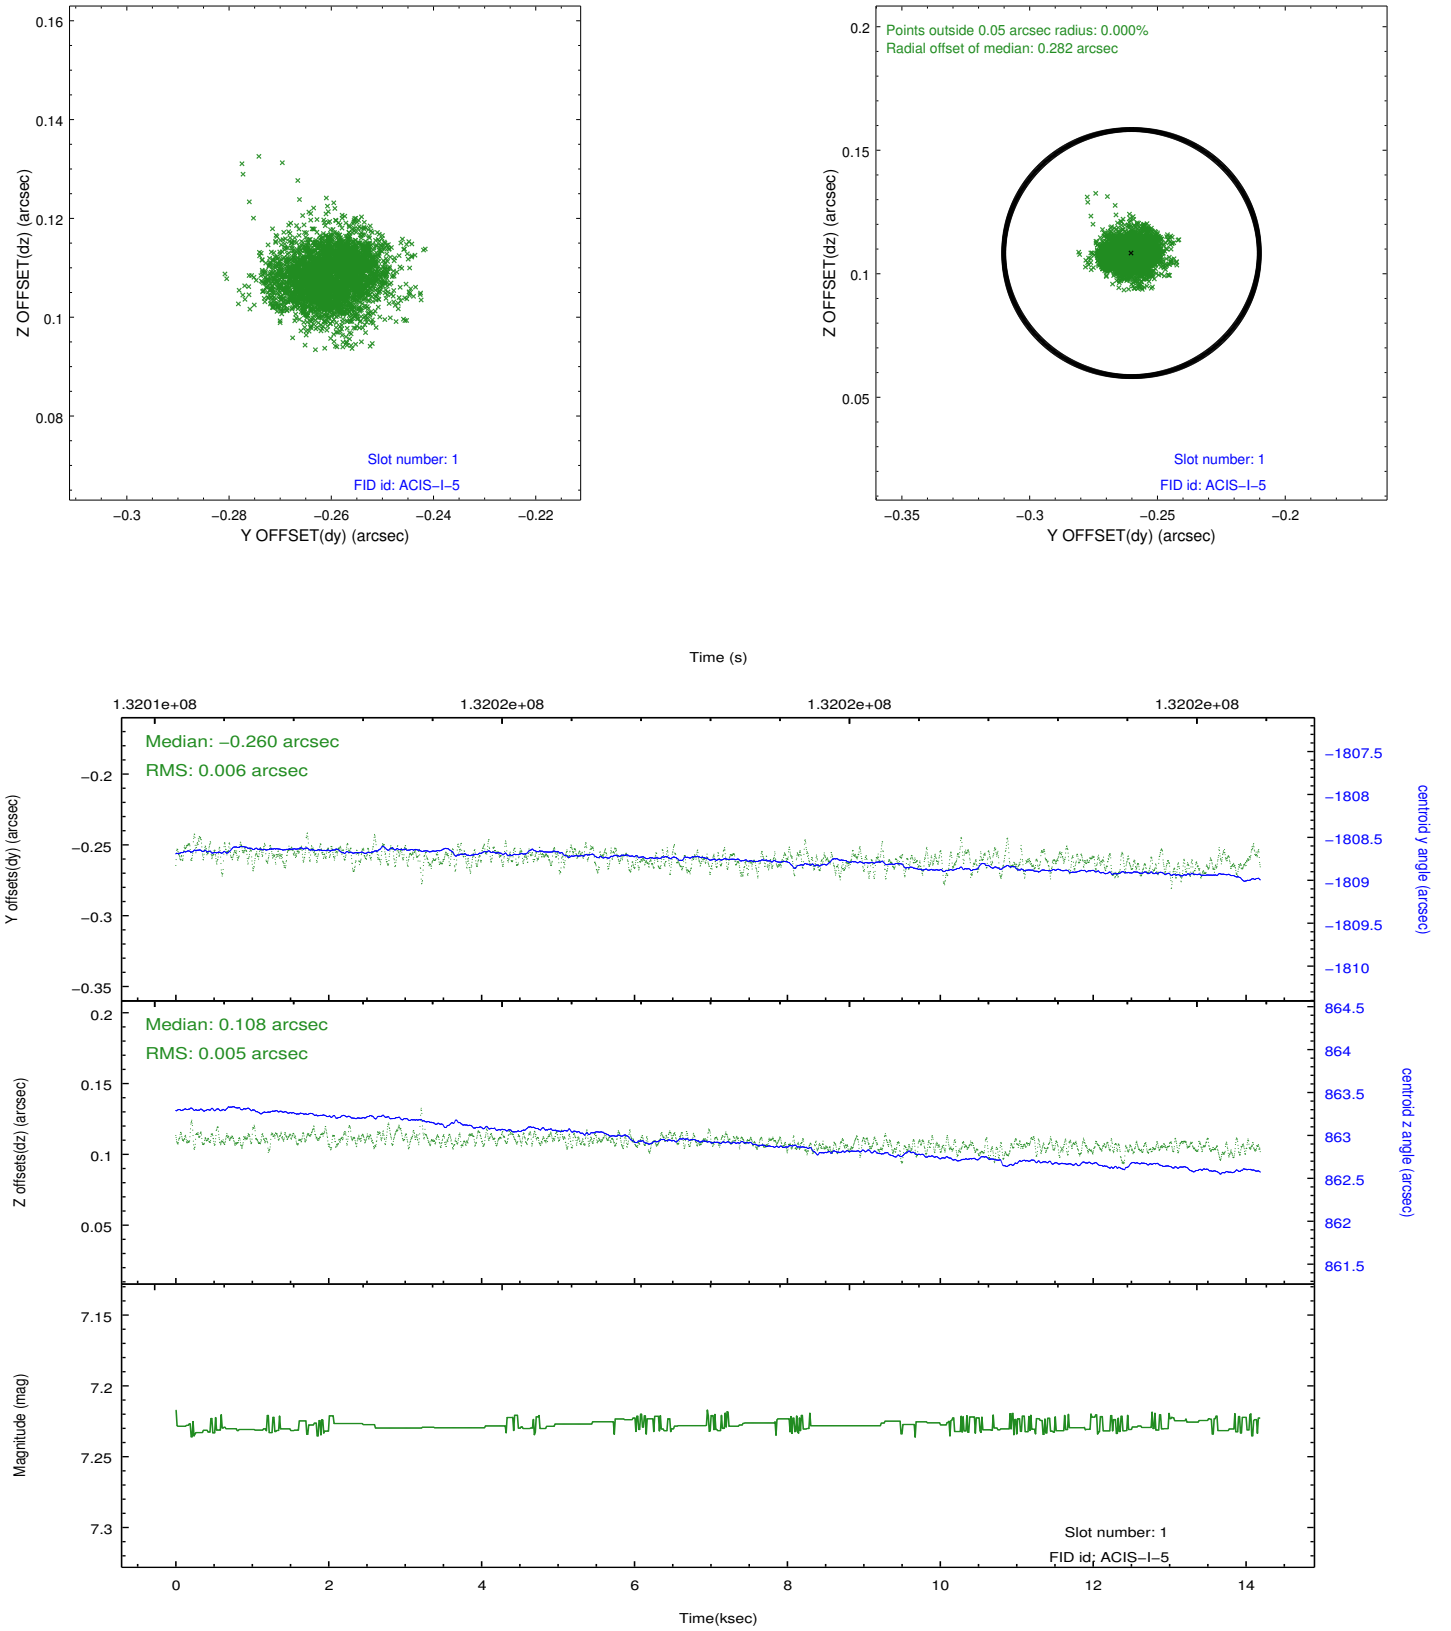 0.16
0.14
0.12
0.1
0.08
Z OFFSET(dz) (arcsec)
Slot number: 1
FID id: ACIS−I−5
−0.3
−0.28
−0.26
−0.24
−0.22
Y OFFSET(dy) (arcsec)
Points outside 0.05 arcsec radius: 0.000%
Radial offset of median: 0.282 arcsec
0.2
0.15
0.1
0.05
Z OFFSET(dz) (arcsec)
Slot number: 1
FID id: ACIS−I−5
−0.35
−0.3
−0.25
−0.2
Y OFFSET(dy) (arcsec)
Time (s)
1.3201e+08
1.3202e+08
1.3202e+08
1.3202e+08
Median: −0.260 arcsec
RMS: 0.006 arcsec
−0.2
−0.25
−0.3
−0.35
Y offsets(dy) (arcsec)
−1807.5
−1808
−1808.5
−1809
−1809.5
−1810
centroid y angle (arcsec)
Median: 0.108 arcsec
RMS: 0.005 arcsec
0.2
0.15
0.1
0.05
Z offsets(dz) (arcsec)
864.5
864
863.5
863
862.5
862
861.5
centroid z angle (arcsec)
7.15
7.2
7.25
7.3
Magnitude (mag)
Slot number: 1
FID id: ACIS−I−5
0
2
4
6
8
10
12
14
Time(ksec)